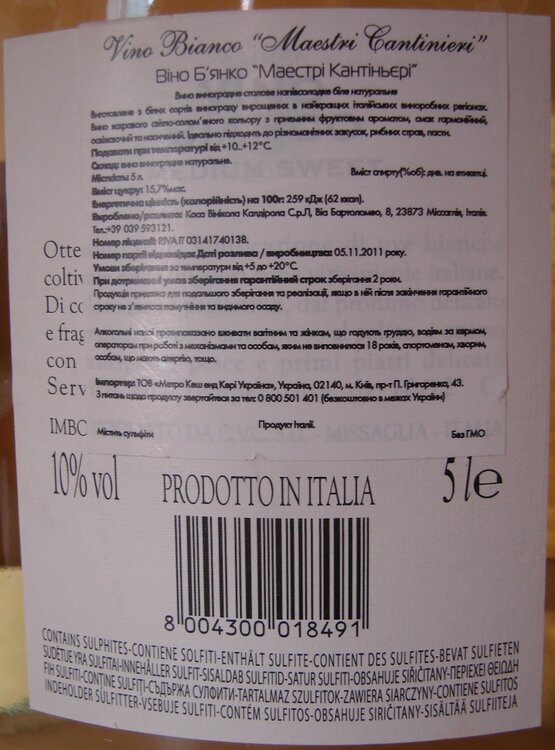 Vino Bianco "Maestri Cantinieri"
Віно Б'янко "Маестрі Кантіньєрі"
Вино виноградне столове напівсолодке біле натуральне
Виготовлене з білих сортів винограду вирощених в найкращих італійських виноробних регіонах.
Вино яскравого світло-солом'яного кольору з приємним фруктовим ароматом, смак гармонійний,
освіжаючий та насичений. Ідеально підходить до різноманітних закусок, рибних страв, пасти.
Подавати при температурі від +10..+12°С.
Склад: вино виноградне натуральне.
MEDIUM SWEET
Місткість: 5 л. Вміст спирту(%об): див. на етикетці.
Вміст цукру: 15,7%мас.
Енергетична цінність (калорійність) на 100г: 259 кДж (62 ккал).
Вироблено/розлито: Коса Вінікола Калдірола С.р.Л, Віа Бартоломео, 8, 23873 Міссаглія, Італія.
Тел.:+39 039 593121.
Номер ліцензії: P.IVA IT 03141740138.
Номер партії відповідає Даті розлива / виробництва: 05.11.2011 року.
Умови зберігання за температури від +5 до +20°С.
При дотриманні умов зберігання гарантійний строк зберігання 2 роки.
Продукція придатна для подальшого зберігання та реалізації, якщо в ній після закінчення гарантійного
строку не з'явилося помутніння та видимого осаду.
Otte
colti
Di co
e frag
con
Serv
Алкогольні напої протипоказано вживати вагітним та жінкам, що годують груддю, водіям за кермом,
операторам при роботі з механізмами та особам, яким не виповнилося 18 років, спортсменам, хворим,
особам, що мають алергію, тощо.
Імпортер: ТОВ «Метро Кеш енд Кері Україна», Україна, 02140, м. Київ, пр-т П. Григоренка, 43.
З питань щодо продукту звертайтеся за тел: 0 800 501 401 (безкоштовно в межах України)
Продукт Італії.
IMBC Містить сульфіти Без ГМО
10% vol PRODOTTO IN ITALIA 5 l e
8 004300 018491
CONTAINS SULPHITES-CONTIENE SOLFITI-ENTHÄLT SULFITE-CONTIENT DES SULFITES-BEVAT SULFIETEN
SUDĖTUE YRA SULFITAI-INNEHÅLLER SULFIT-SISALDAB SULFITID-SATUR SULFITI-OBSAHUJE SIŘIČITANY-ΠΕΡΙΕΧΕΙ ΘΕΙΩΔΗ
FIH SULFITI-CONTINE SULFITI-СЪДЪРЖА СУЛФИТИ-TARTALMAZ SZULFITOK-ZAWIERA SIARCZYNY-CONTIENE SULFITOS
INDEHOLDER SULFITTER-VSEBUJE SULFITI-CONTÉM SULFITOS-OBSAHUJE SIRIČITANY-SISÄLTÄÄ SULFIITEJA